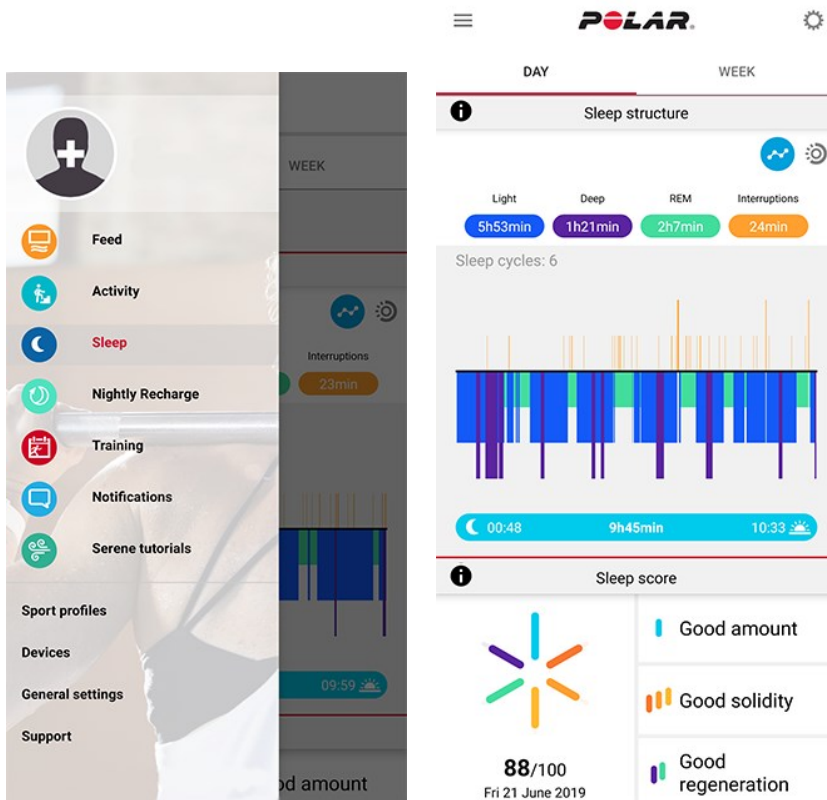 WEEK
Feed
Activity
Sleep
Interruptions
Nightly Recharge
23min
Training
Notifications
Serene tutorials
Sport profiles
Devices
General settings
09:59
Support
od amount
POLAR
DAY WEEK
Sleep structure
Light Deep REM Interruptions
5h53min 1h21min 2h7min 24min
Sleep cycles: 6
00:48 9h45min 10:33
Sleep score
Good amount
Good solidity
Good
regeneration
88/100
Fri 21 June 2019